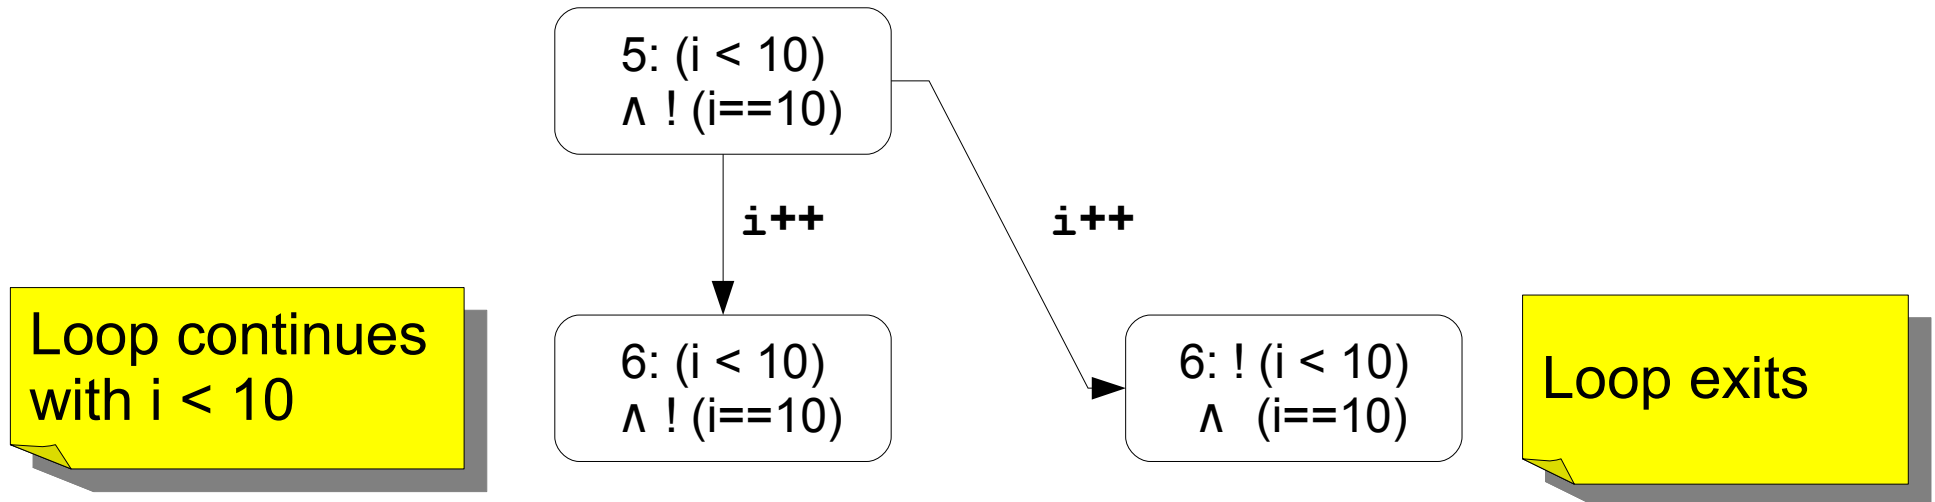 5: (i < 10)
∧ ! (i==10)
i++
i++
Loop continues
with i < 10
6: (i < 10)
∧ ! (i==10)
6: ! (i < 10)
∧ (i==10)
Loop exits